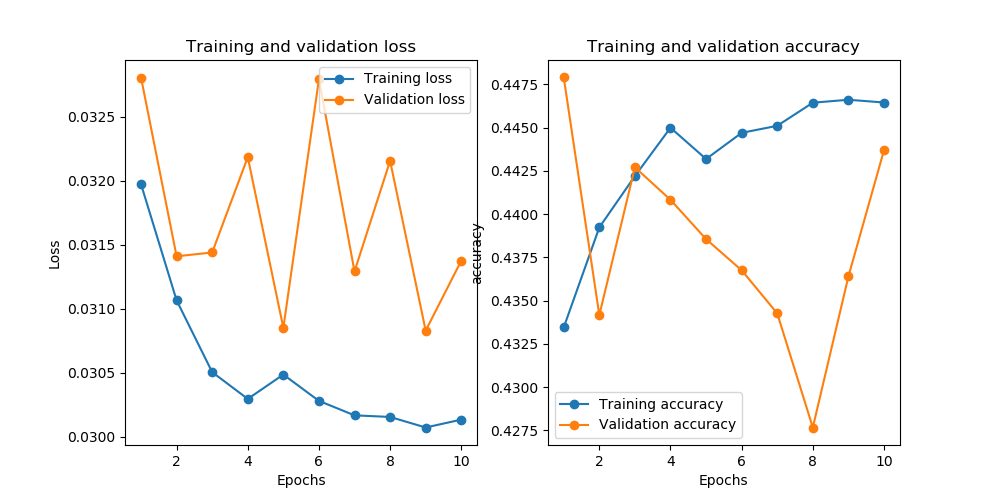 Training and validation loss
Training loss
Validation loss
0.0325
0.0320
0.0315
0.0310
0.0305
0.0300
Loss
2 4 6 8 10
Epochs
Training and validation accuracy
0.4475
0.4450
0.4425
0.4400
0.4375
0.4350
0.4325
0.4300
0.4275
accuracy
Training accuracy
Validation accuracy
2 4 6 8 10
Epochs